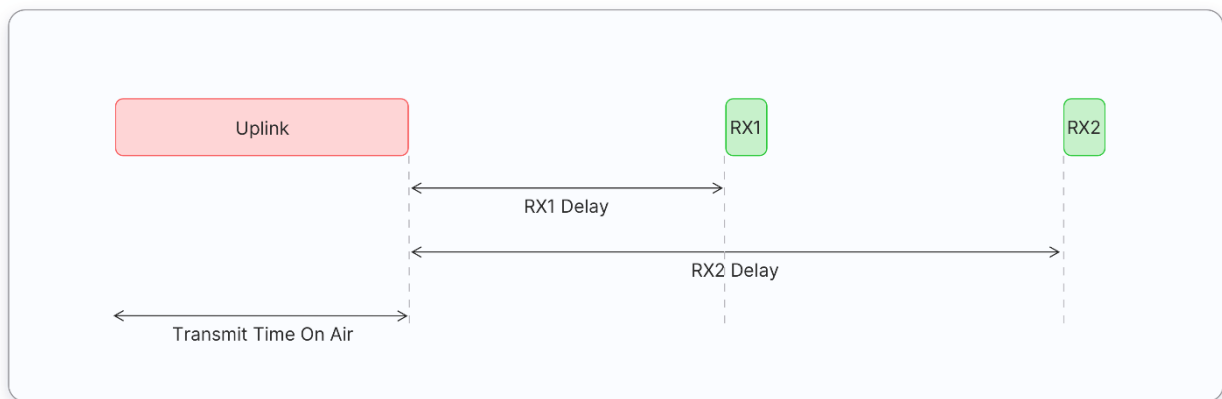 Uplink
RX1
RX2
RX1 Delay
RX2 Delay
Transmit Time On Air